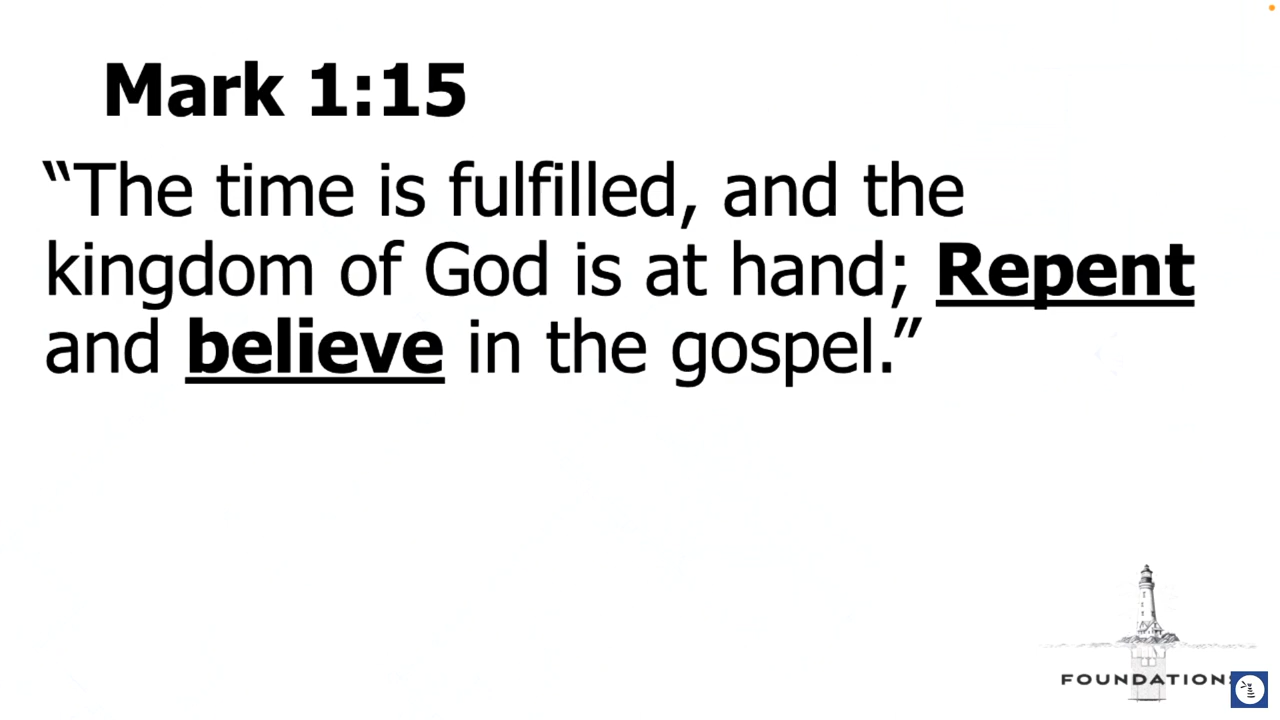 Mark 1:15
“The time is fulfilled, and the
kingdom of God is at hand; Repent
and believe in the gospel.”
FOUNDATIONS